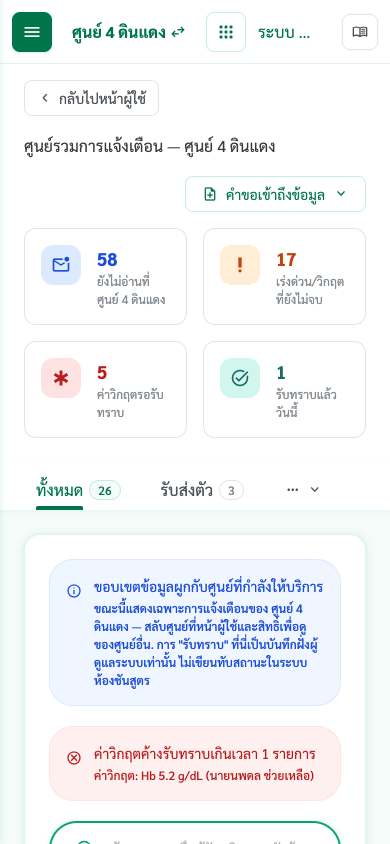 ศูนย์ 4 ดินแดง
ระบบ ...
กลับไปหน้าผู้ใช้
ศูนย์รวมการแจ้งเตือน — ศูนย์ 4 ดินแดง
คำขอเข้าถึงข้อมูล
58
ยังไม่อ่านที่
ศูนย์ 4 ดินแดง
17
เร่งด่วน/วิกฤต
ที่ยังไม่จบ
5
ค่าวิกฤตรอรับ
ทราบ
1
รับทราบแล้ว
วันนี้
ทั้งหมด 26
รับส่งตัว 3
...
ขอบเขตข้อมูลผูกกับศูนย์ที่กำลังให้บริการ
ขณะนี้แสดงเฉพาะการแจ้งเตือนของ ศูนย์ 4
ดินแดง — สลับศูนย์ที่หน้าผู้ใช้และสิทธิ์เพื่อดู
ของศูนย์อื่น. การ "รับทราบ" ที่นี่เป็นบันทึกฝั่งผู้
ดูแลระบบเท่านั้น ไม่เขียนทับสถานะในระบบ
ห้องชันสูตร
ค่าวิกฤตค้างรับทราบเกินเวลา 1 รายการ
ค่าวิกฤต: Hb 5.2 g/dL (นายนพดล ช่วยเหลือ)